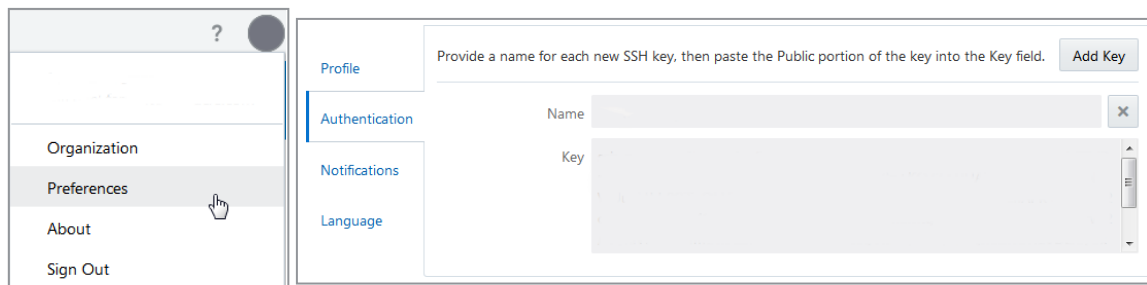 ?
Organization
Preferences
About
Sign Out
Profile
Authentication
Notifications
Language
Provide a name for each new SSH key, then paste the Public portion of the key into the Key field.
Add Key
Name
Key